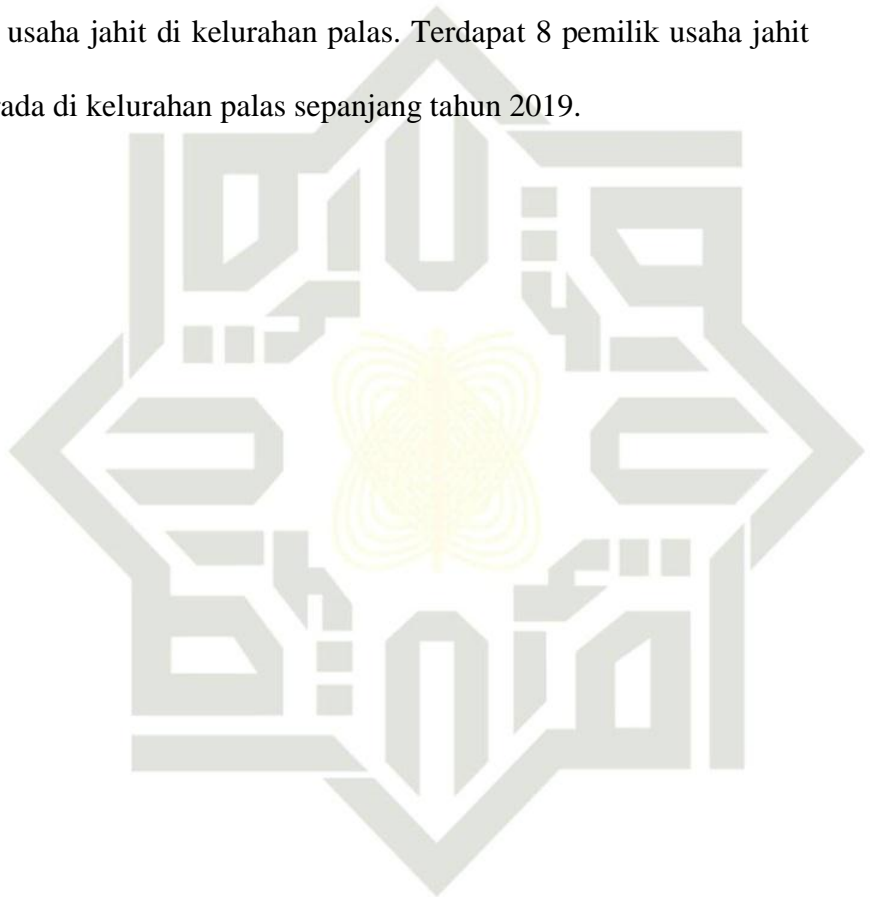 usaha jahit di kelurahan palas. Terdapat 8 pemilik usaha jahit
ada di kelurahan palas sepanjang tahun 2019.